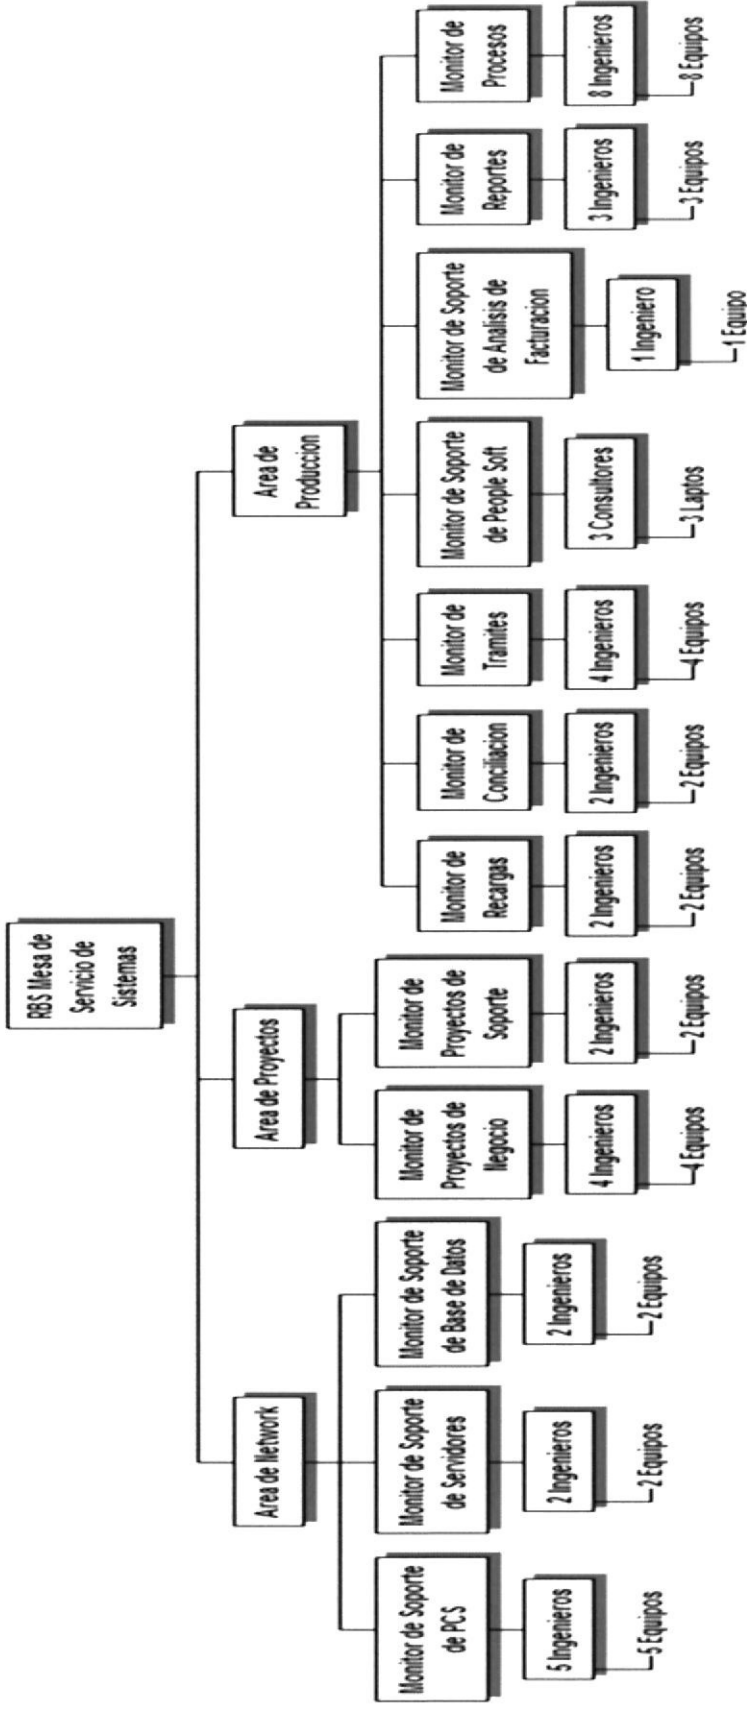 RBS Mesa de
Servicio de
Sistemas
Area de Network
Area de Proyectos
Area de
Produccion
Monitor de Soporte
de PCS
Monitor de Soporte
de Servidores
Monitor de Soporte
de Base de Datos
Monitor de
Proyectos de
Negocio
Monitor de
Proyectos de
Soporte
Monitor de
Recargas
Monitor de
Conciliacion
Monitor de
Tramites
Monitor de Soporte
de People Soft
Monitor de Soporte
de Analisis de
Facturacion
Monitor de
Reportes
Monitor de
Procesos
5 Ingenieros
2 Ingenieros
2 Ingenieros
4 Ingenieros
2 Ingenieros
2 Ingenieros
2 Ingenieros
4 Ingenieros
3 Consultores
1 Ingeniero
3 Ingenieros
8 Ingenieros
5 Equipos
2 Equipos
2 Equipos
4 Equipos
2 Equipos
2 Equipos
2 Equipos
4 Equipos
3 Laptos
1 Equipo
3 Equipos
8 Equipos